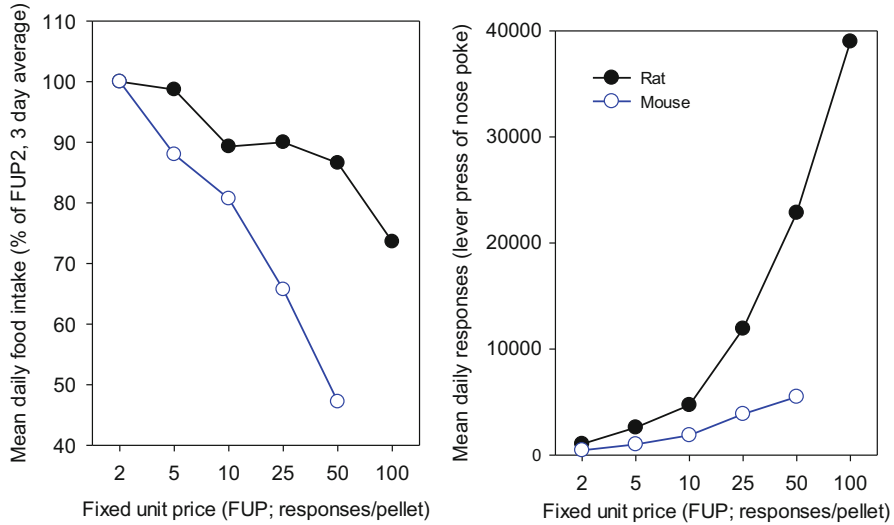 Mean daily food intake (% of FUP2, 3 day average)
110
100
90
80
70
60
50
40
2 5 10 25 50 100
Fixed unit price (FUP; responses/pellet)
Mean daily responses (lever press of nose poke)
40000
30000
20000
10000
0
Rat
Mouse
2 5 10 25 50 100
Fixed unit price (FUP; responses/pellet)